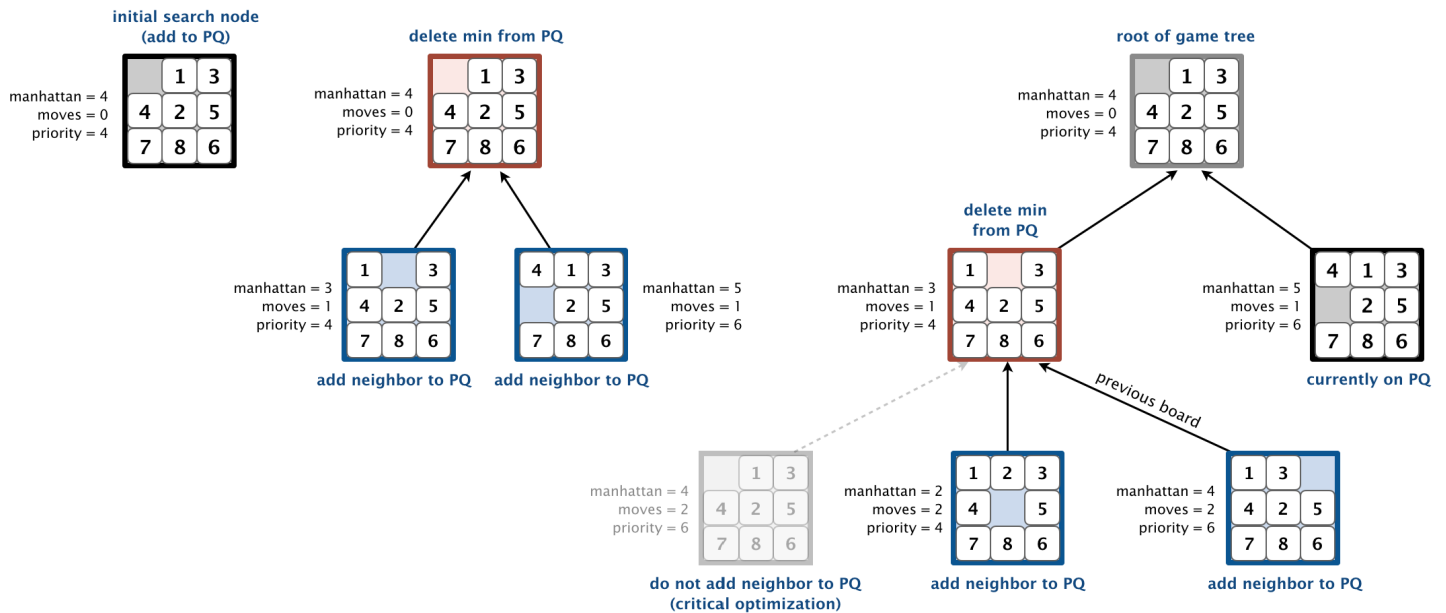 initial search node
(add to PQ)
manhattan = 4
moves = 0
priority = 4
1 3
4 2 5
7 8 6
delete min from PQ
manhattan = 4
moves = 0
priority = 4
1 3
4 2 5
7 8 6
manhattan = 3
moves = 1
priority = 4
1 3
4 2 5
7 8 6
add neighbor to PQ
4 1 3
2 5
7 8 6
manhattan = 5
moves = 1
priority = 6
add neighbor to PQ
root of game tree
manhattan = 4
moves = 0
priority = 4
1 3
4 2 5
7 8 6
delete min
from PQ
manhattan = 3
moves = 1
priority = 4
1 3
4 2 5
7 8 6
manhattan = 5
moves = 1
priority = 6
4 1 3
2 5
7 8 6
currently on PQ
previous board
manhattan = 4
moves = 2
priority = 6
1 3
4 2 5
7 8 6
do not add neighbor to PQ
(critical optimization)
manhattan = 2
moves = 2
priority = 4
1 2 3
4 5
7 8 6
add neighbor to PQ
manhattan = 4
moves = 2
priority = 6
1 3
4 2 5
7 8 6
add neighbor to PQ